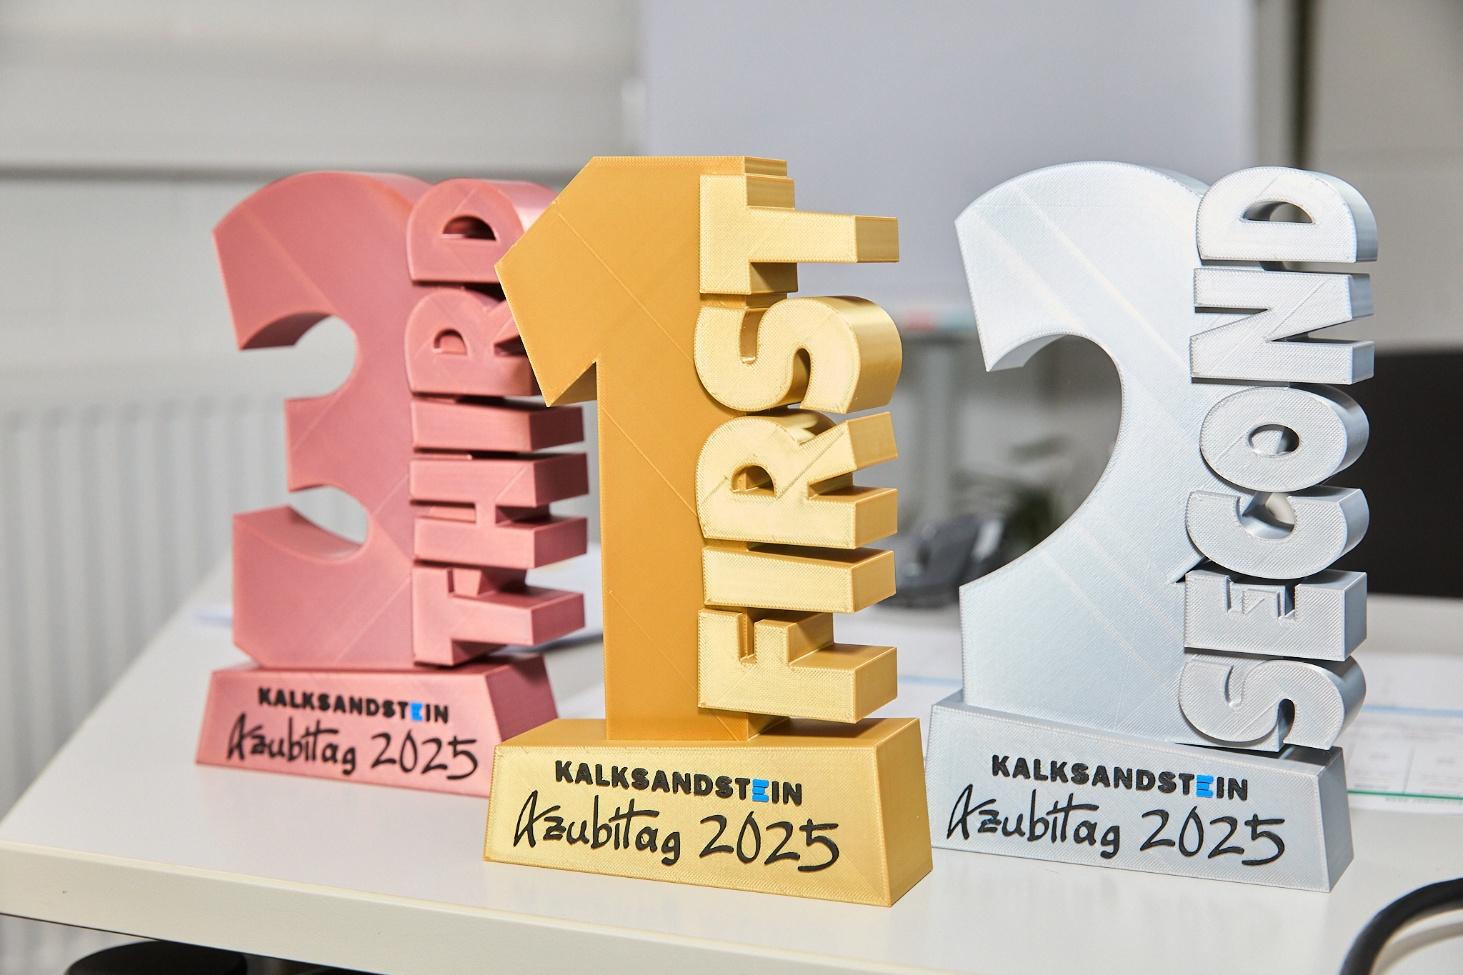 THIRD
KALKSANDSTEIN
Azubitag 2025
FIRST
KALKSANDSTEIN
Azubitag 2025
SECOND
KALKSANDSTEIN
Azubitag 2025